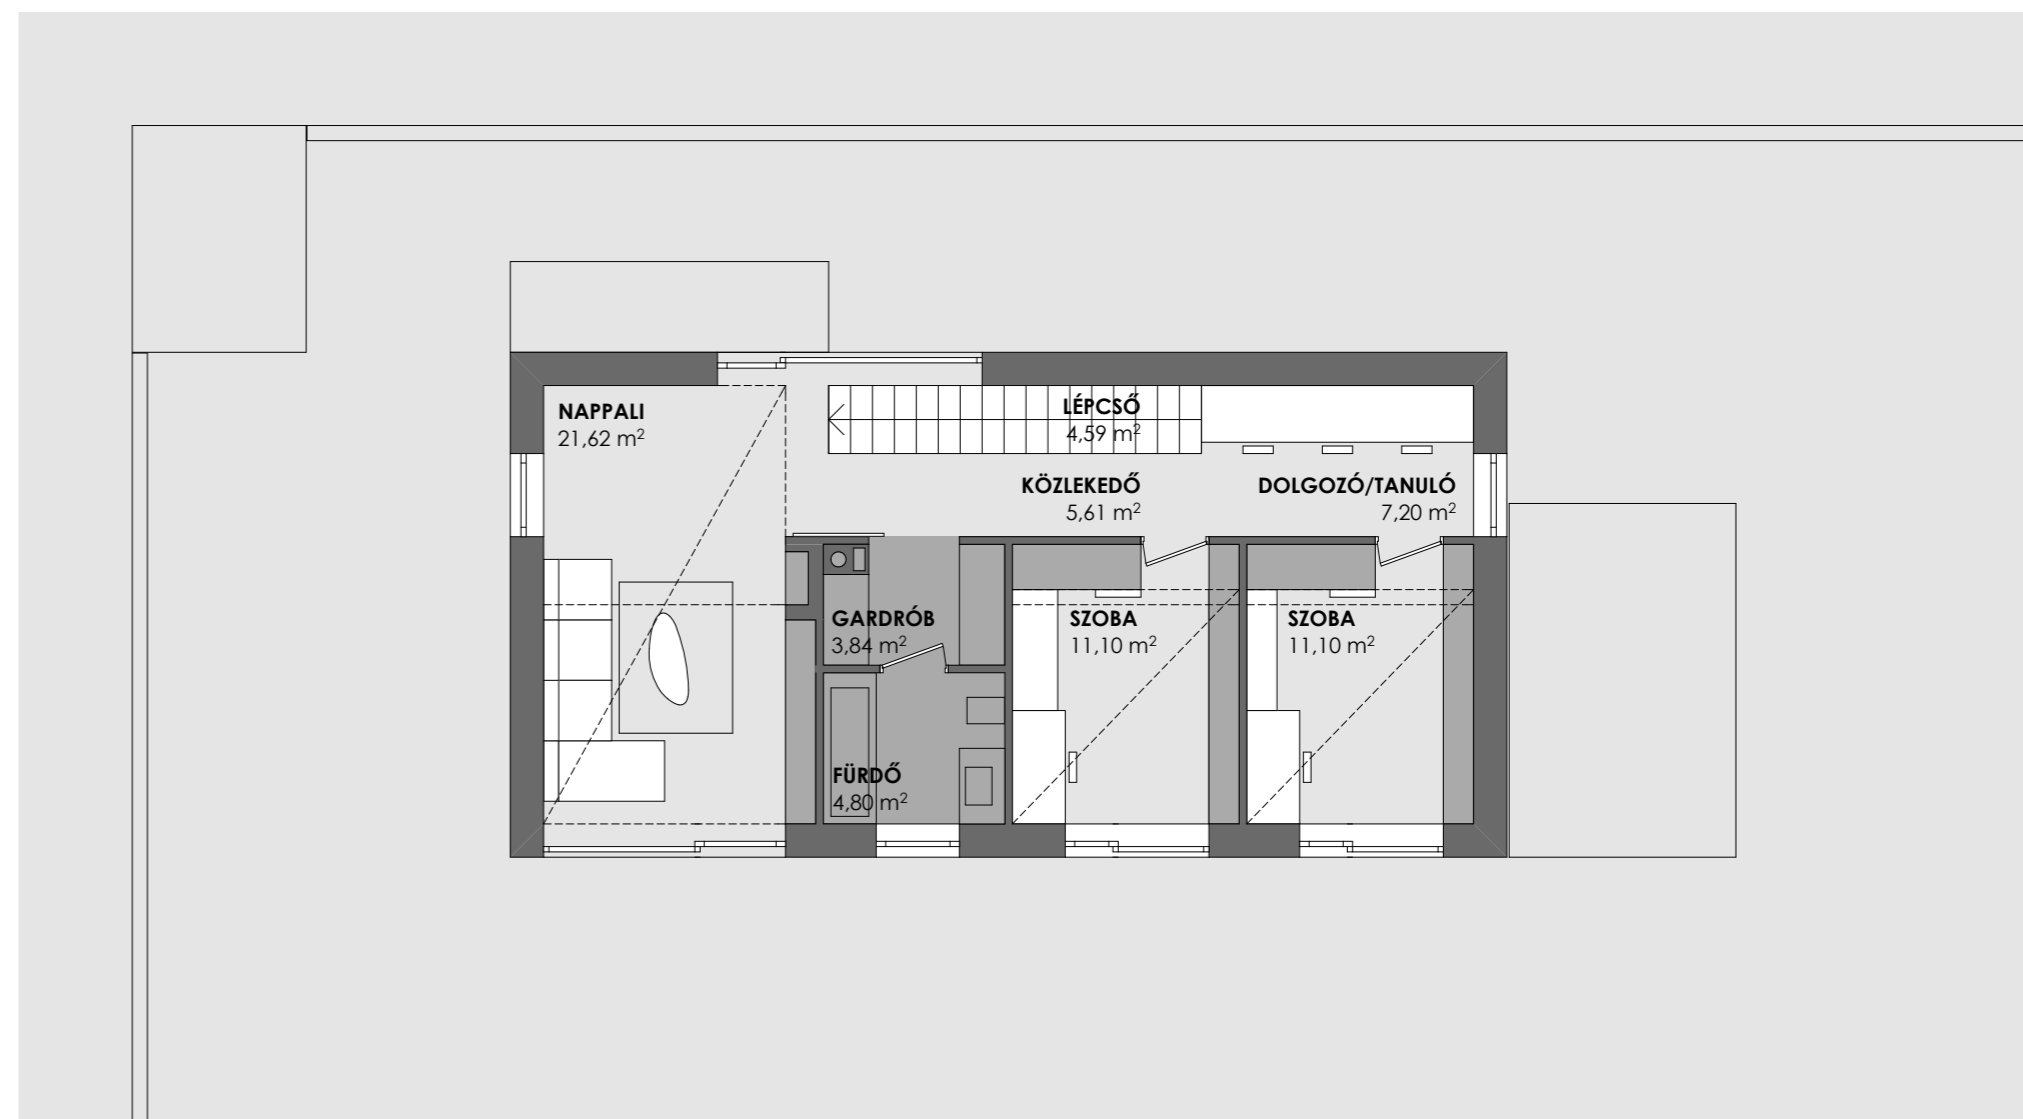 NAPPALI
21,62 m²
LÉPCSŐ
4,59 m²
KÖZLEKEDŐ
5,61 m²
DOLGOZÓ/TANULÓ
7,20 m²
GARDRÓB
3,84 m²
SZOBA
11,10 m²
SZOBA
11,10 m²
FÜRDŐ
4,80 m²